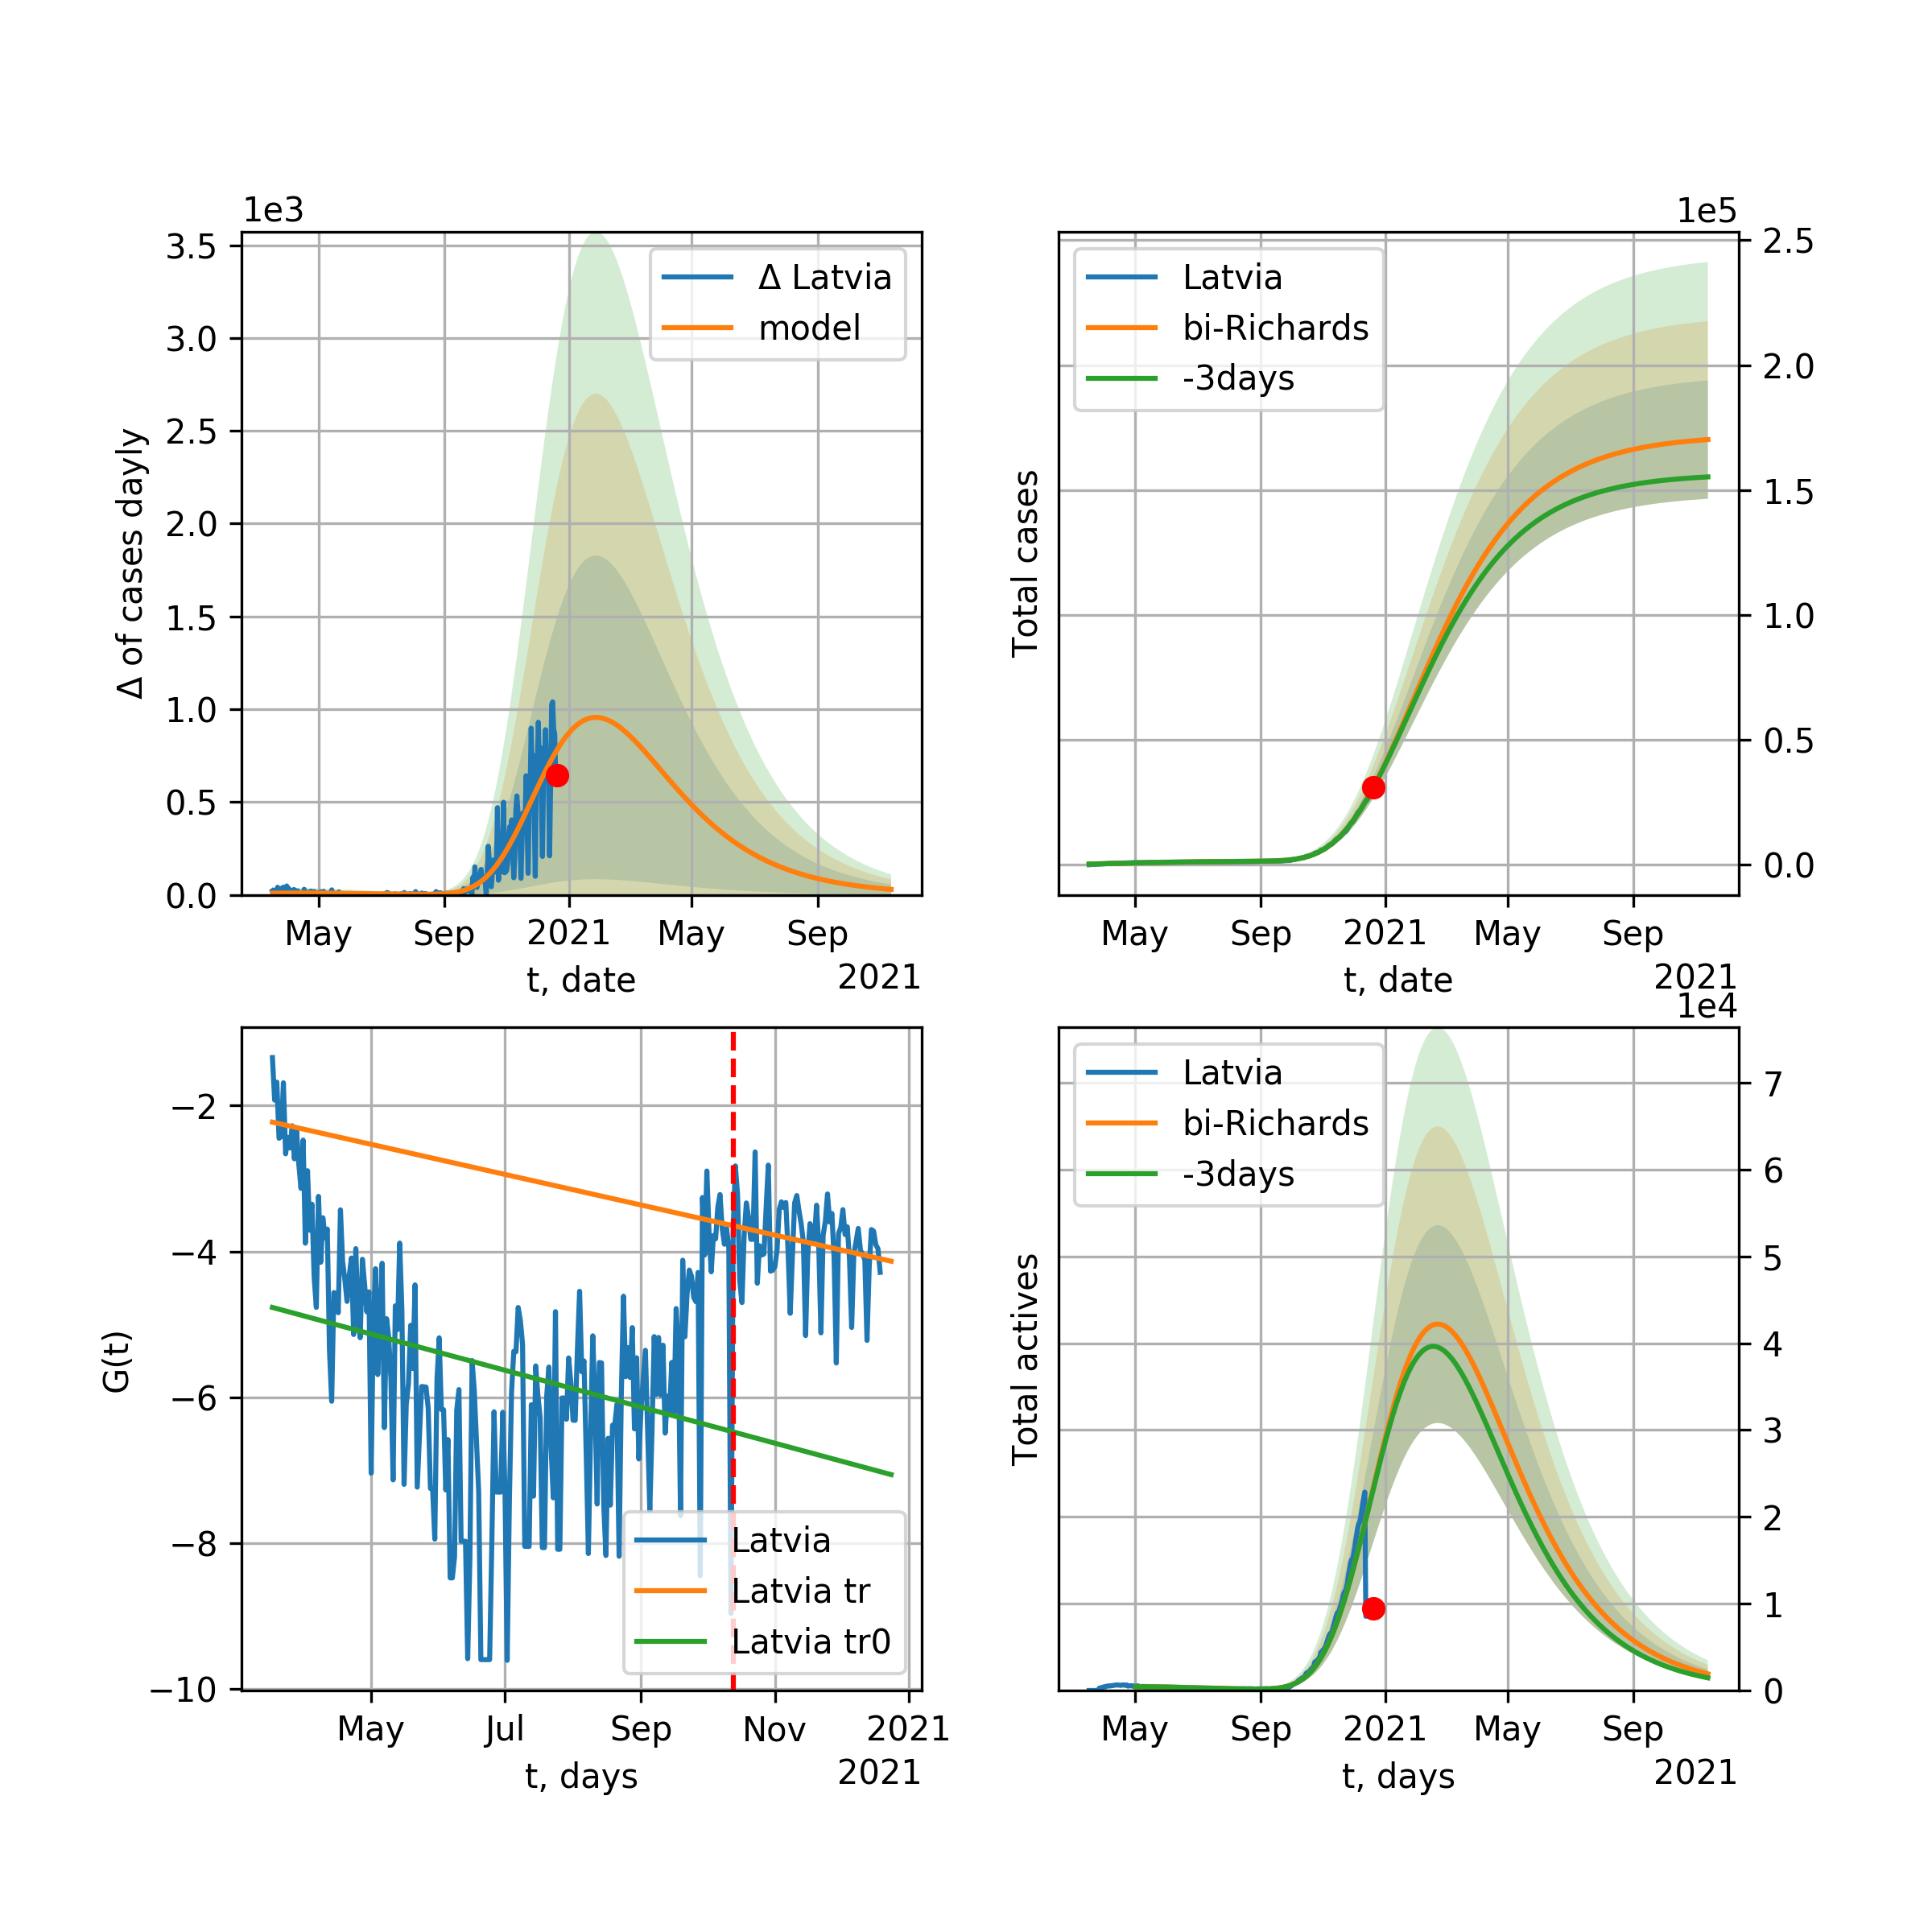 1e3
3.5
3.0
2.5
2.0
1.5
1.0
0.5
0.0
Δ of cases dayly
Δ Latvia
model
May
Sep
2021
May
Sep
t, date
2021
1e5
2.5
2.0
1.5
1.0
0.5
0.0
Total cases
Latvia
bi-Richards
-3days
May
Sep
2021
May
Sep
t, date
2021
−2
−4
−6
−8
−10
G(t)
Latvia
Latvia tr
Latvia tr0
May
Jul
Sep
Nov
2021
t, days
2021
1e4
7
6
5
4
3
2
1
0
Total actives
Latvia
bi-Richards
-3days
May
Sep
2021
May
Sep
t, days
2021